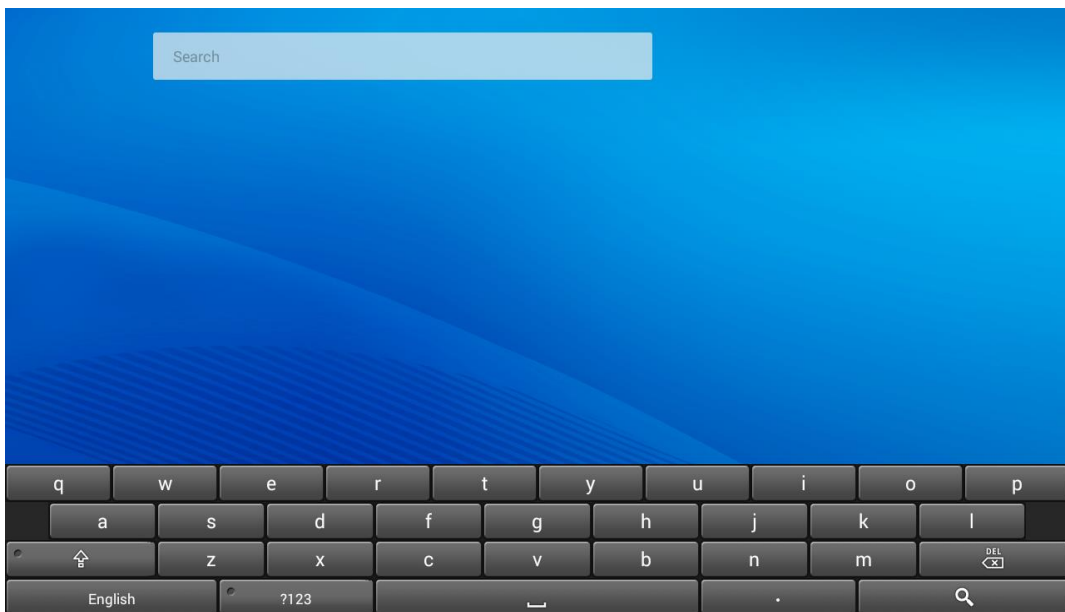 Search
q w e r t y u i o p
a s d f g h j k l
z x c v b n m DEL
English ?123 .